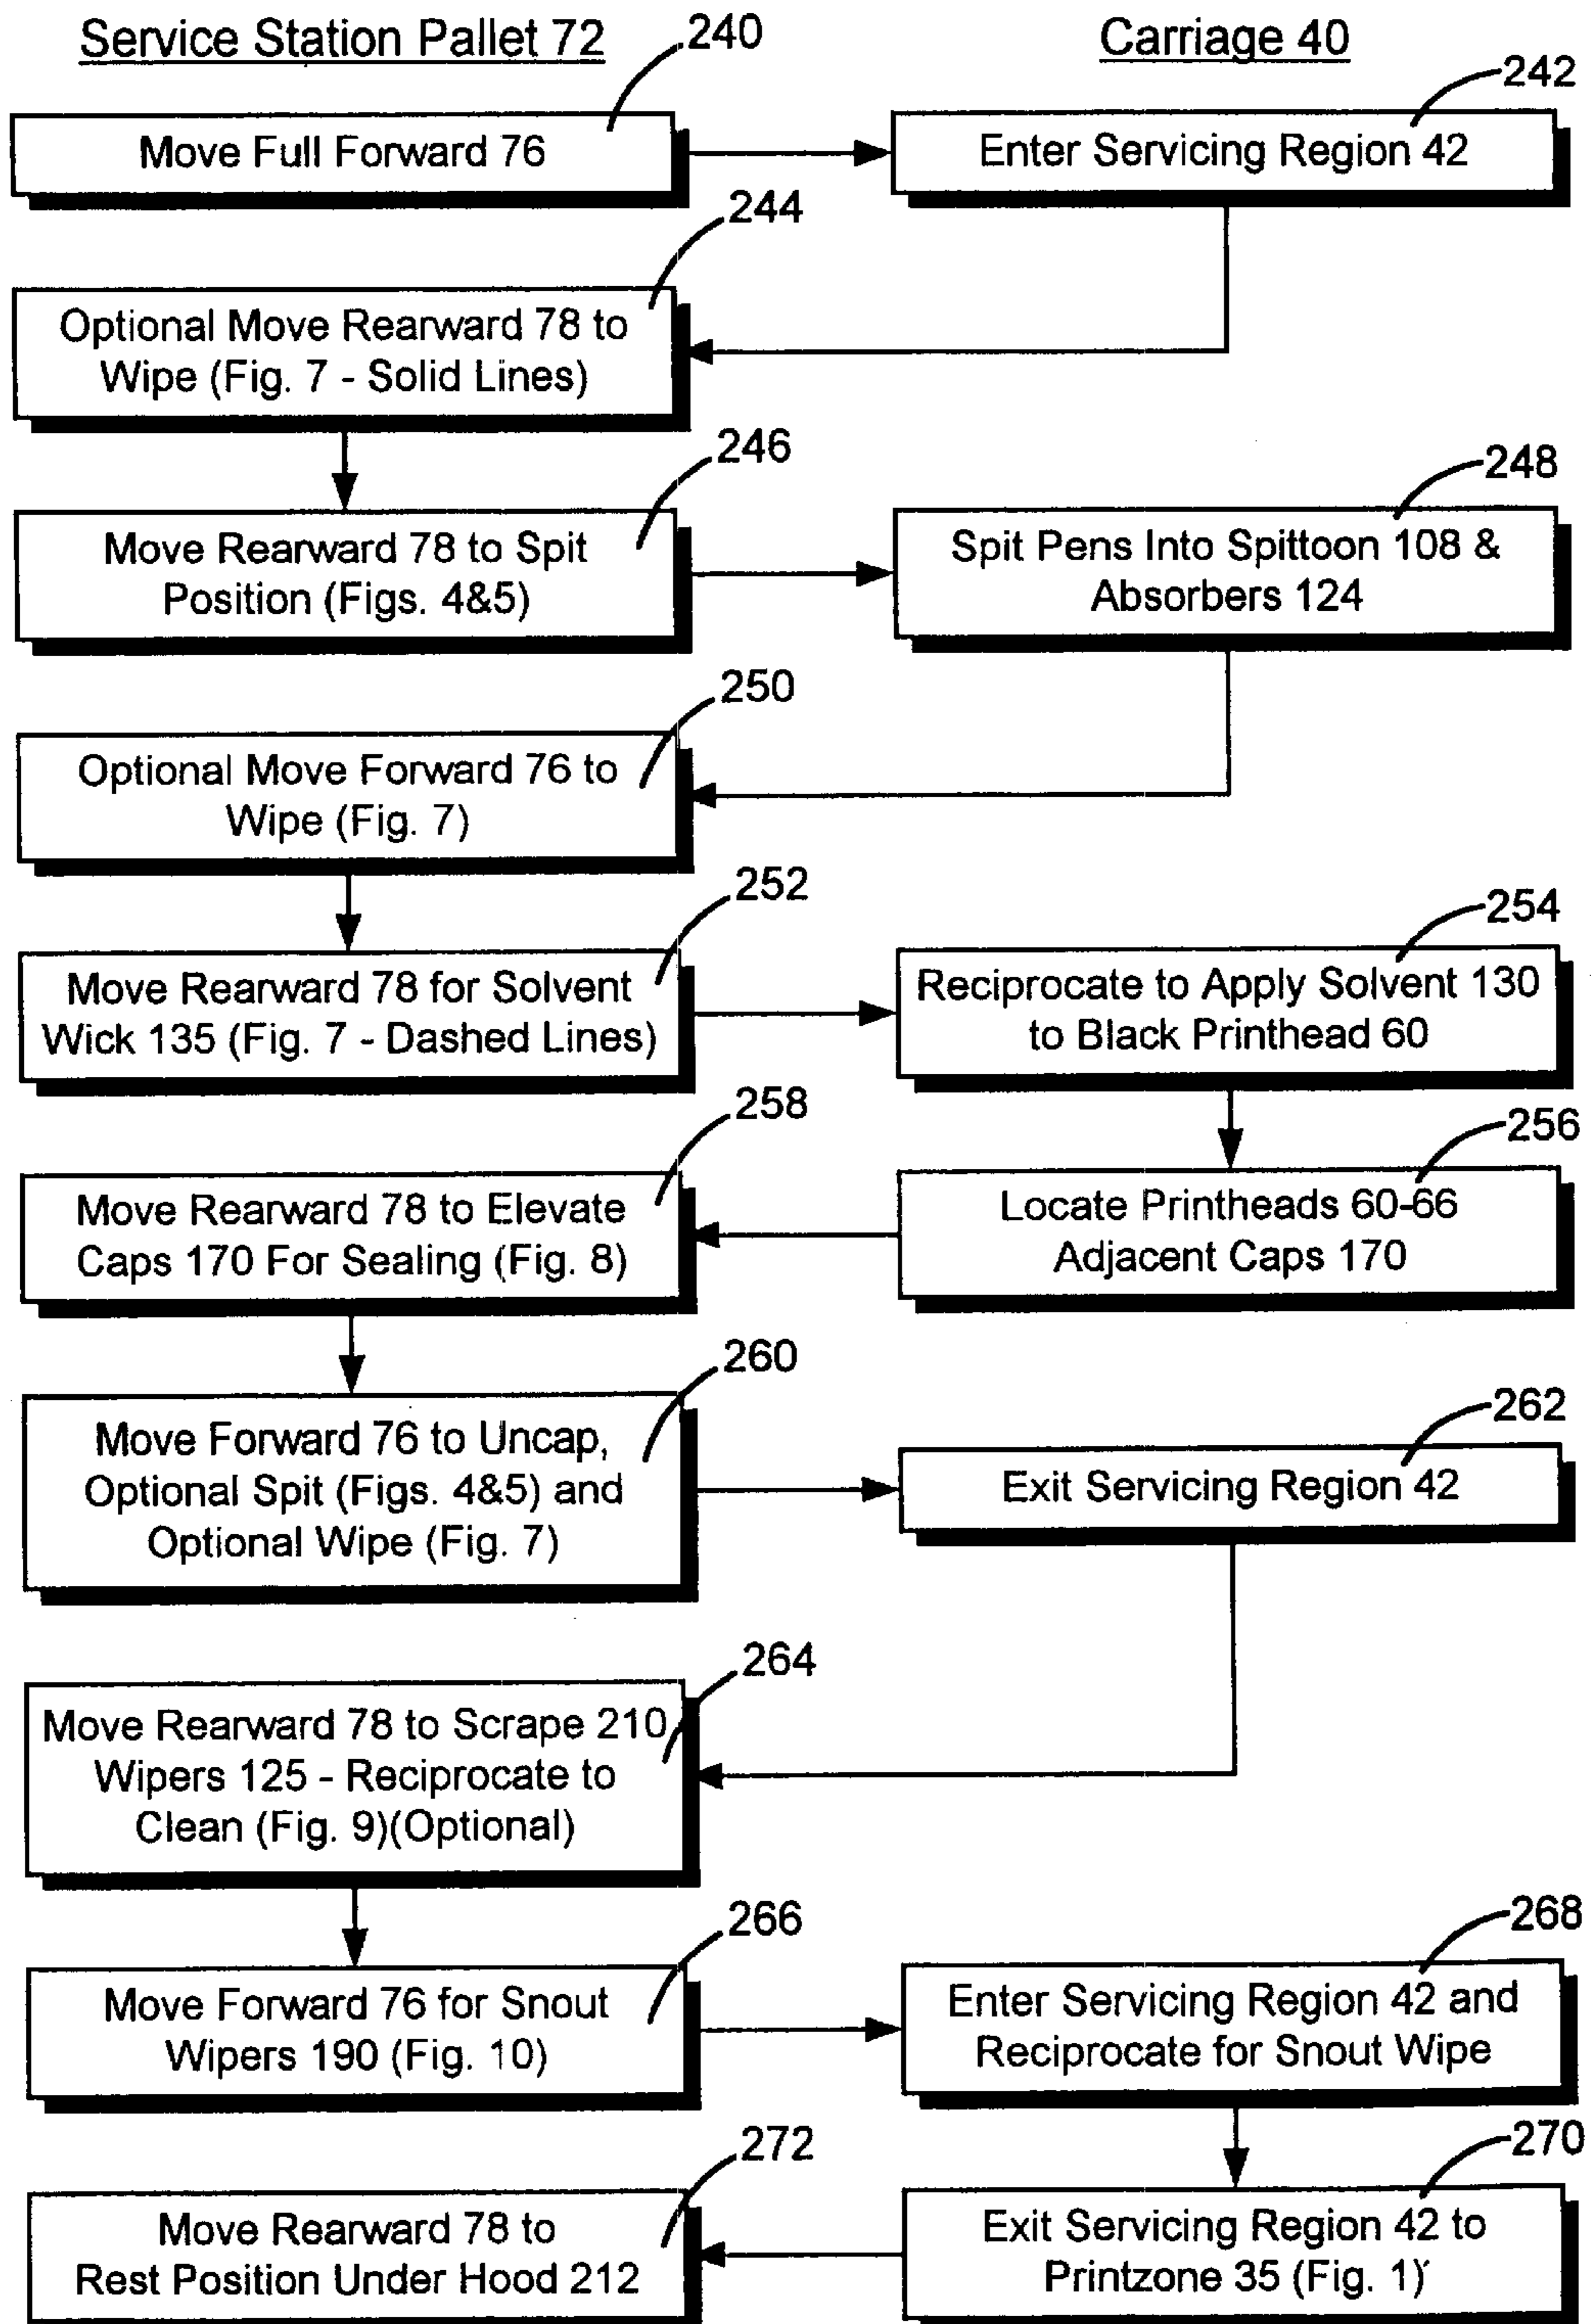 Service Station Pallet 72
240
Carriage 40
242
Move Full Forward 76
Enter Servicing Region 42
244
Optional Move Rearward 78 to
Wipe (Fig. 7 - Solid Lines)
246
248
Move Rearward 78 to Spit
Position (Figs. 4&5)
Spit Pens Into Spittoon 108 &
Absorbers 124
250
Optional Move Forward 76 to
Wipe (Fig. 7)
252
254
Move Rearward 78 for Solvent
Wick 135 (Fig. 7 - Dashed Lines)
Reciprocate to Apply Solvent 130
to Black Printhead 60
258
256
Move Rearward 78 to Elevate
Caps 170 For Sealing (Fig. 8)
Locate Printheads 60-66
Adjacent Caps 170
260
262
Move Forward 76 to Uncap,
Optional Spit (Figs. 4&5) and
Optional Wipe (Fig. 7)
Exit Servicing Region 42
264
Move Rearward 78 to Scrape 210
Wipers 125 - Reciprocate to
Clean (Fig. 9)(Optional)
266
268
Move Forward 76 for Snout
Wipers 190 (Fig. 10)
Enter Servicing Region 42 and
Reciprocate for Snout Wipe
272
270
Move Rearward 78 to
Rest Position Under Hood 212
Exit Servicing Region 42 to
Printzone 35 (Fig. 1)